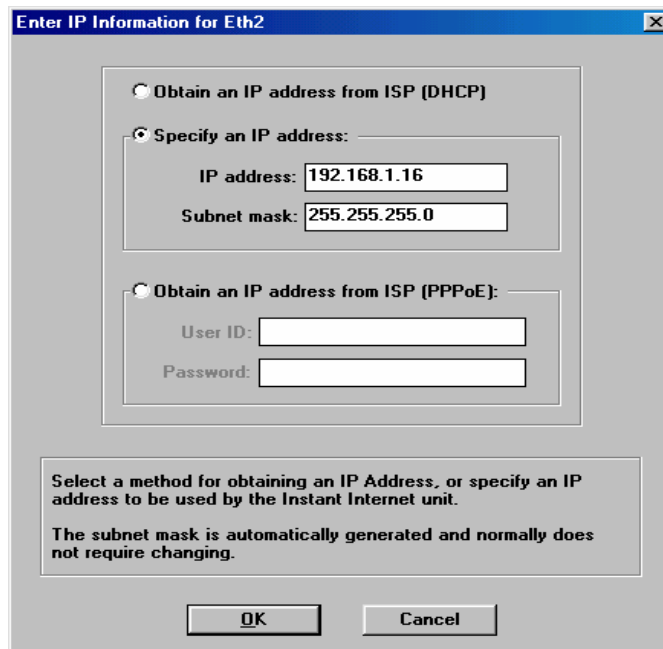 Enter IP Information for Eth2
Obtain an IP address from ISP (DHCP)
Specify an IP address:
IP address: 192.168.1.16
Subnet mask: 255.255.255.0
Obtain an IP address from ISP (PPPoE):
User ID:
Password:
Select a method for obtaining an IP Address, or specify an IP
address to be used by the Instant Internet unit.
The subnet mask is automatically generated and normally does
not require changing.
OK Cancel